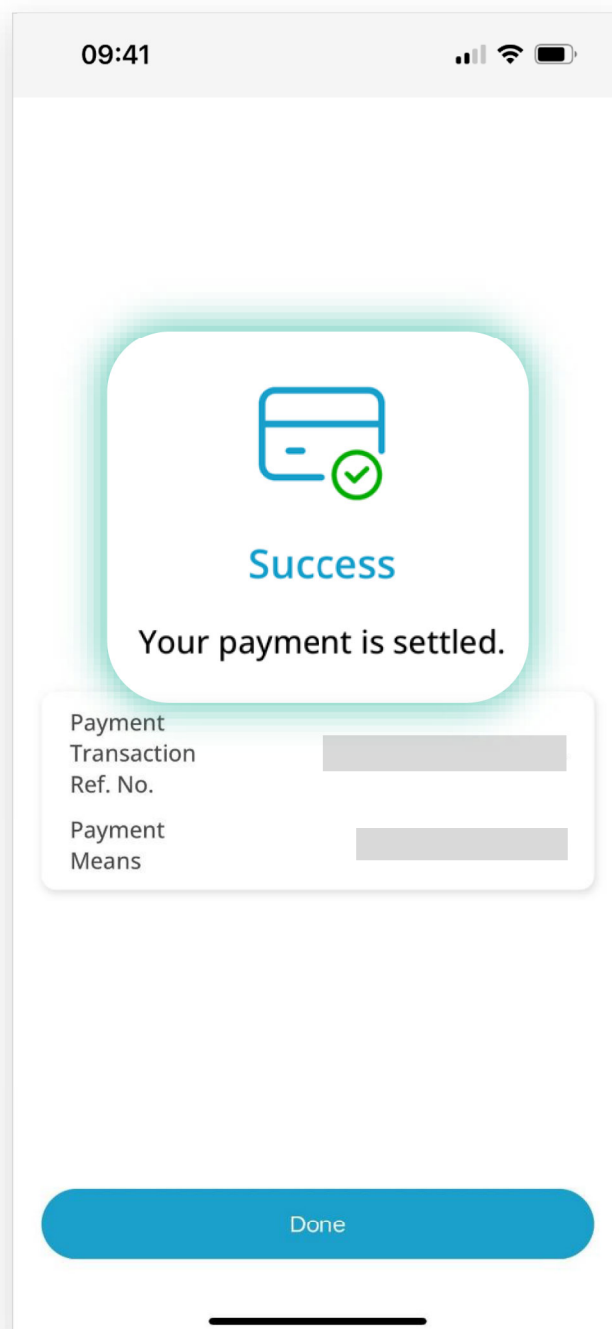 09:41
Success
Your payment is settled.
Payment
Transaction
Ref. No.
Payment
Means
Done